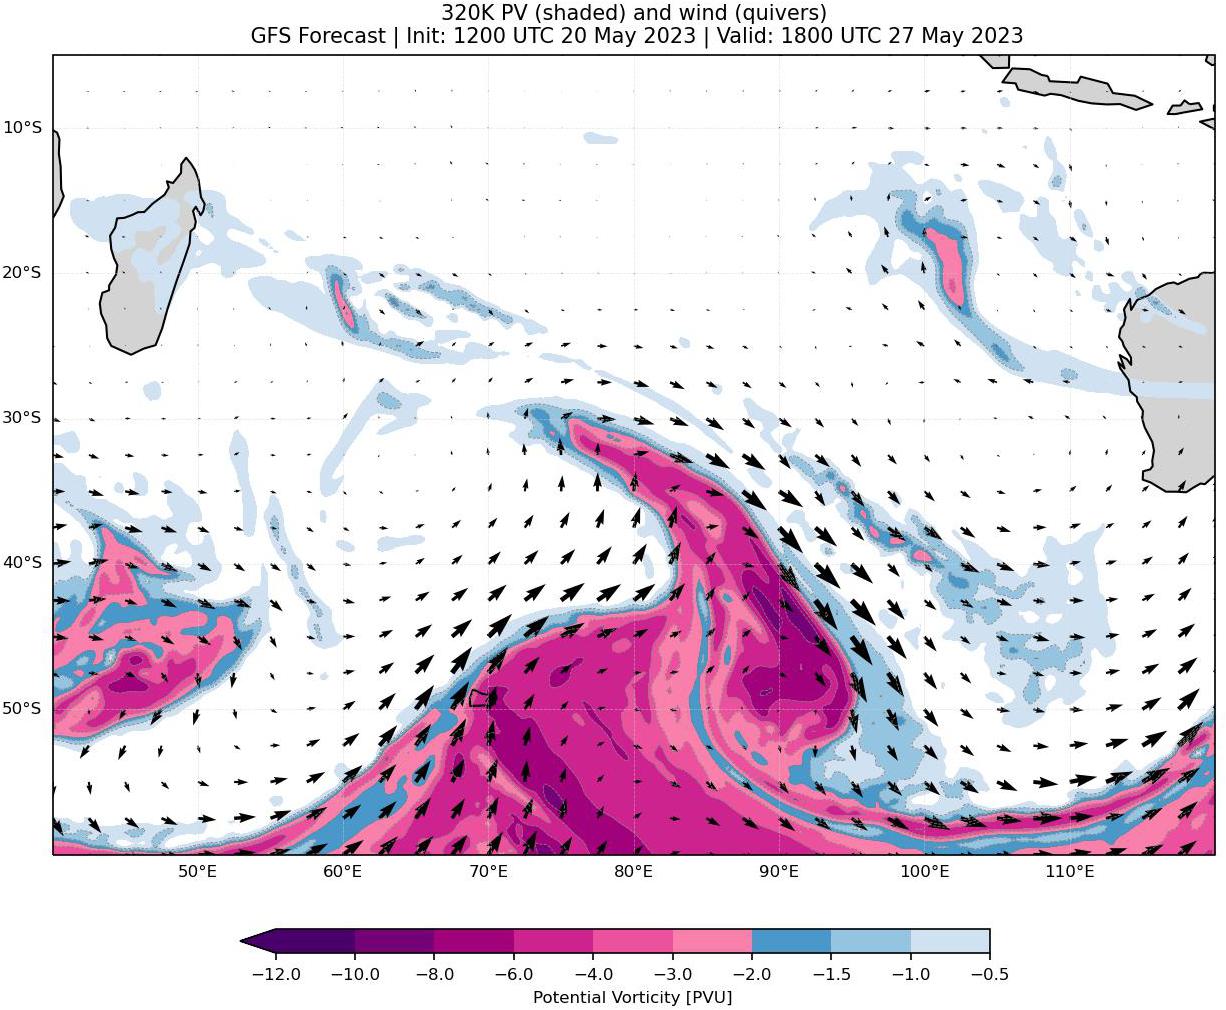 320K PV (shaded) and wind (quivers)
GFS Forecast | Init: 1200 UTC 20 May 2023 | Valid: 1800 UTC 27 May 2023
10°S
20°S
30°S
40°S
50°S
50°E 60°E 70°E 80°E 90°E 100°E 110°E
−12.0 −10.0 −8.0 −6.0 −4.0 −3.0 −2.0 −1.5 −1.0 −0.5
Potential Vorticity [PVU]